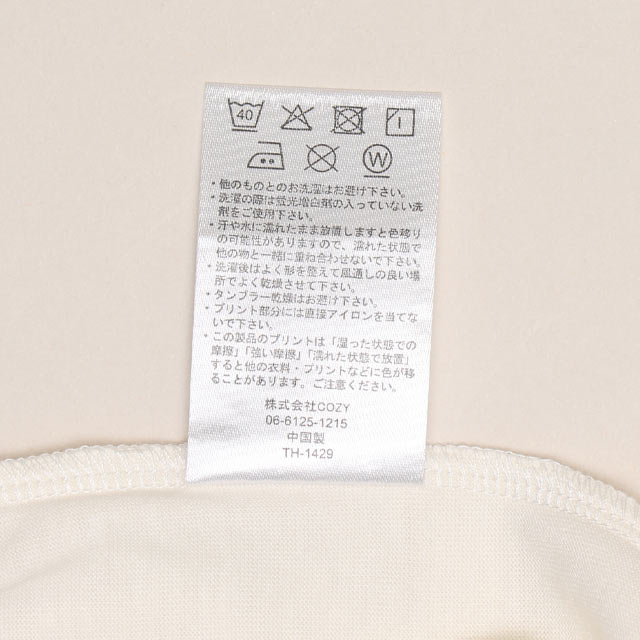 40
W
・他のものとのお洗濯はお避け下さい。
・洗濯の際は蛍光増白剤の入っていない洗
剤をご使用下さい。
・汗や水に濡れたまま放置しますと色移り
の可能性がありますので、濡れた状態で
他の物と一緒に重ね合わせないで下さい。
・洗濯後はよく形を整えて風通しの良い場
所でよく乾燥させて下さい。
・タンブラー乾燥はお避け下さい。
・プリント部分には直接アイロンを当てな
いで下さい。
・この製品のプリントは「湿った状態での
摩擦」「強い摩擦」「濡れた状態で放置」
すると他の衣料・プリントなどに色が移
ることがあります。ご注意ください。
株式会社COZY
06-6125-1215
中国製
TH-1429